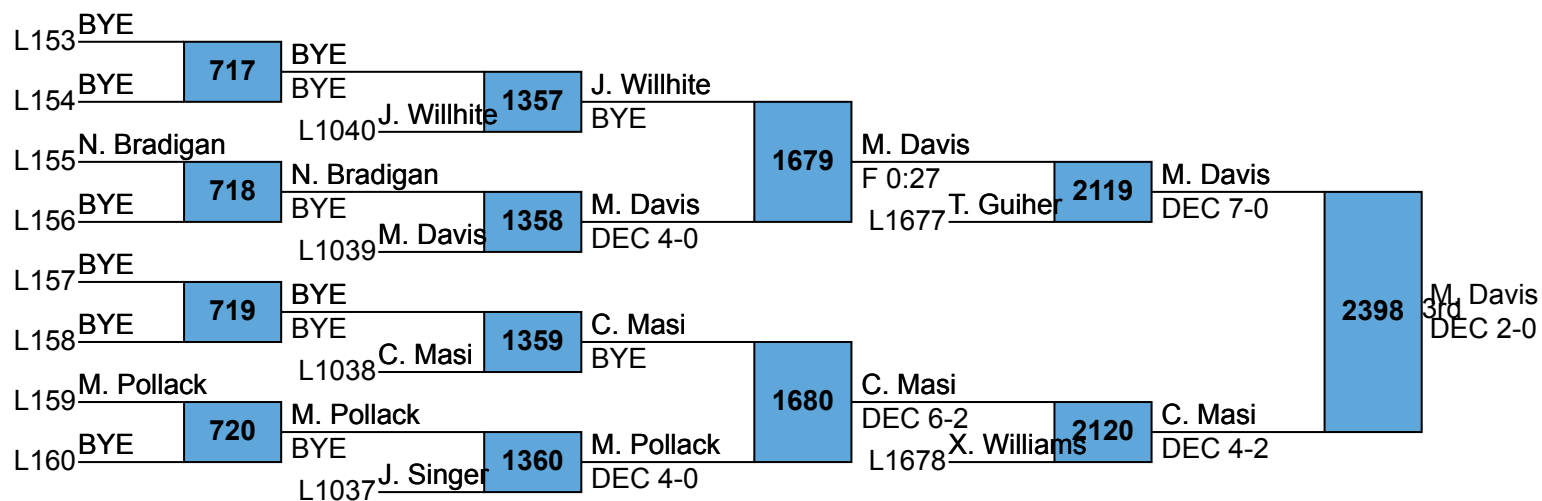 BYE
L153
717
BYE
BYE
BYE
L154
J. Willhite
L1040
1357
J. Willhite
BYE
N. Bradigan
L155
718
N. Bradigan
BYE
BYE
L156
M. Davis
L1039
1358
M. Davis
DEC 4-0
1679
M. Davis
F 0:27
T. Guiher
L1677
2119
M. Davis
DEC 7-0
BYE
L157
719
BYE
BYE
BYE
L158
C. Masi
L1038
1359
C. Masi
BYE
M. Pollack
L159
720
M. Pollack
BYE
BYE
L160
J. Singer
L1037
1360
M. Pollack
DEC 4-0
1680
C. Masi
DEC 6-2
X. Williams
L1678
2120
C. Masi
DEC 4-2
2398
M. Davis
3rd
DEC 2-0